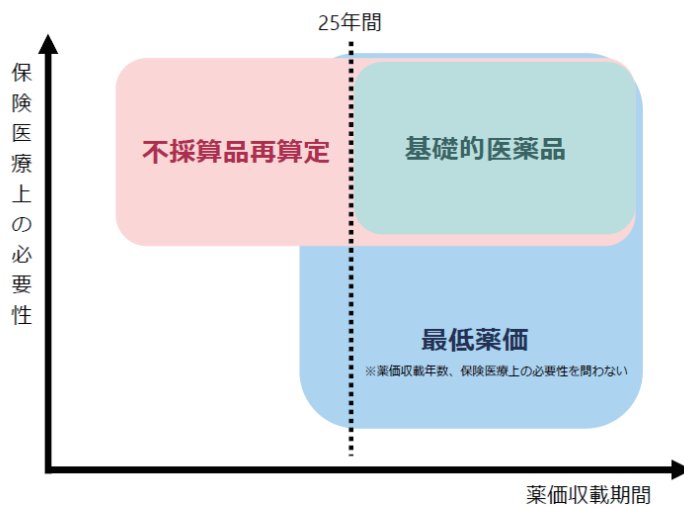 25年間
保険医療上の必要性
不採算品再算定
基礎的医薬品
最低薬価
※薬価収載年数、保険医療上の必要性を問わない
薬価収載期間